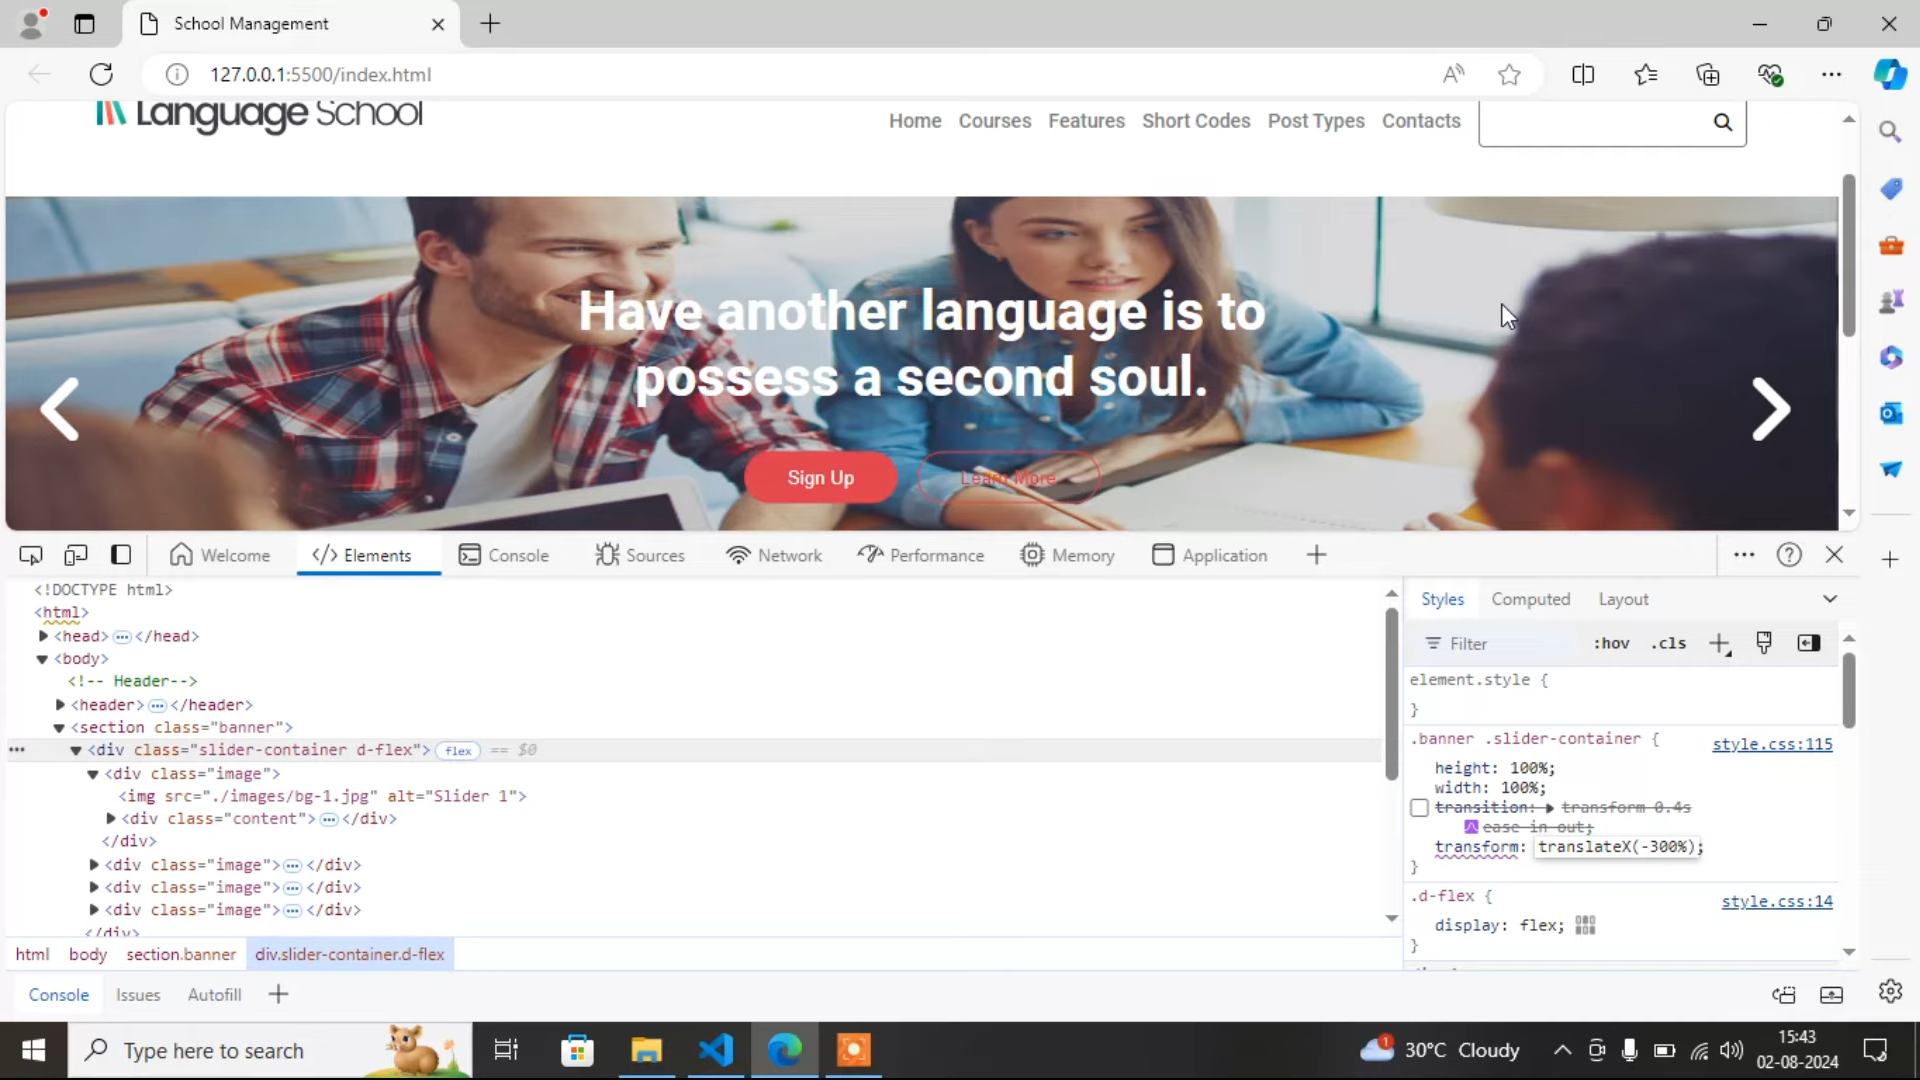 School Management
127.0.0.1:5500/index.html
Language School
Home Courses Features Short Codes Post Types Contacts
Have another language is to
possess a second soul.
Sign Up Learn More
Welcome </> Elements Console Sources Network Performance Memory Application
<!DOCTYPE html>
<html>
<head> ... </head>
<body>
<!-- Header-->
<header> ... </header>
<section class="banner">
<div class="slider-container d-flex"> flex == $0
<div class="image">
<img src="./images/bg-1.jpg" alt="Slider 1">
<div class="content"> ... </div>
</div>
<div class="image"> ... </div>
<div class="image"> ... </div>
<div class="image"> ... </div>
</div>
html body section.banner div.slider-container.d-flex
Styles Computed Layout
Filter :hov .cls
element.style {
}
.banner .slider-container { style.css:115
height: 100%;
width: 100%;
transition: transform 0.4s
ease in out;
transform: translateX(-300%);
}
.d-flex { style.css:14
display: flex;
}
Console Issues Autofill
Type here to search
1 30°C Cloudy
15:43
02-08-2024